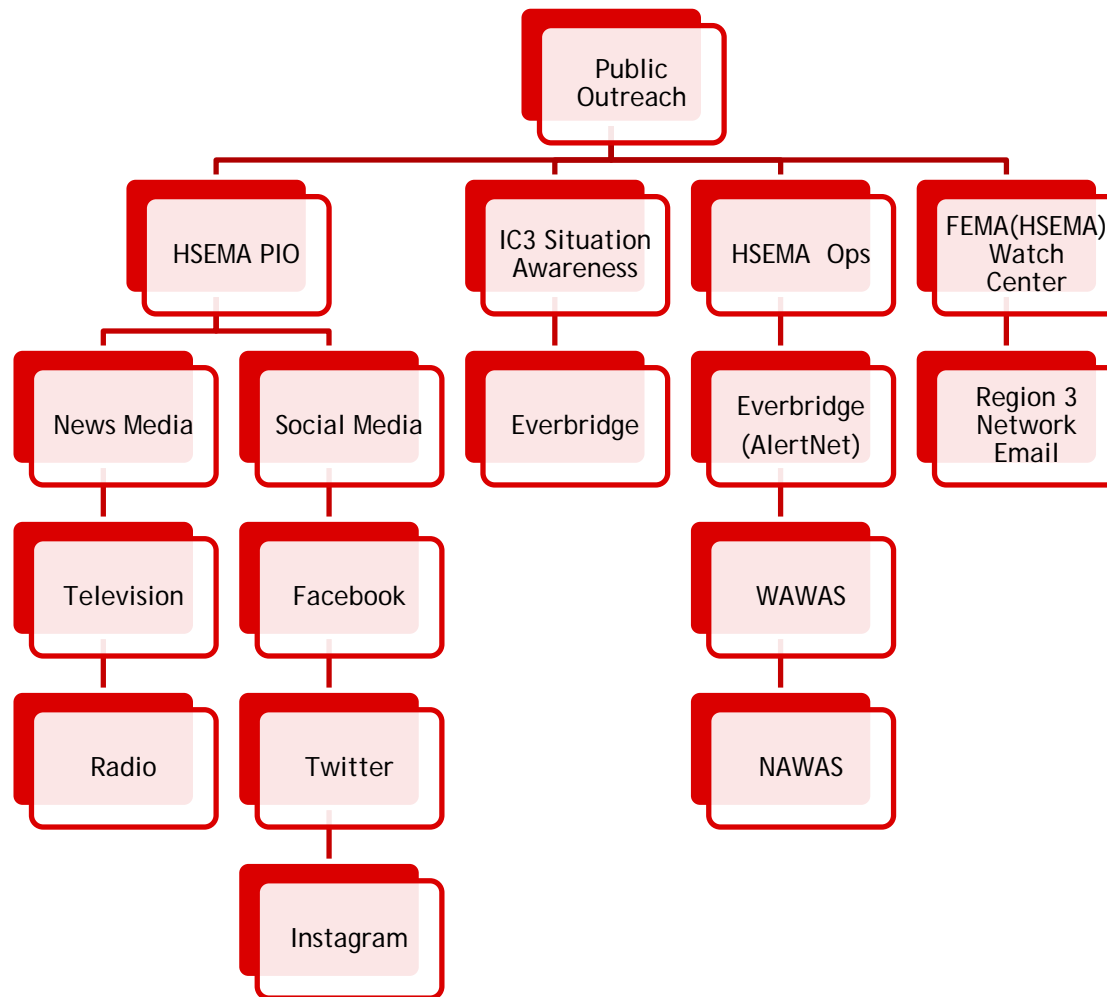 Public
Outreach
HSEMA PIO
IC3 Situation
Awareness
HSEMA Ops
FEMA(HSEMA)
Watch
Center
News Media
Social Media
Everbridge
Everbridge
(AlertNet)
Region 3
Network
Email
Television
Facebook
WAWAS
Radio
Twitter
NAWAS
Instagram